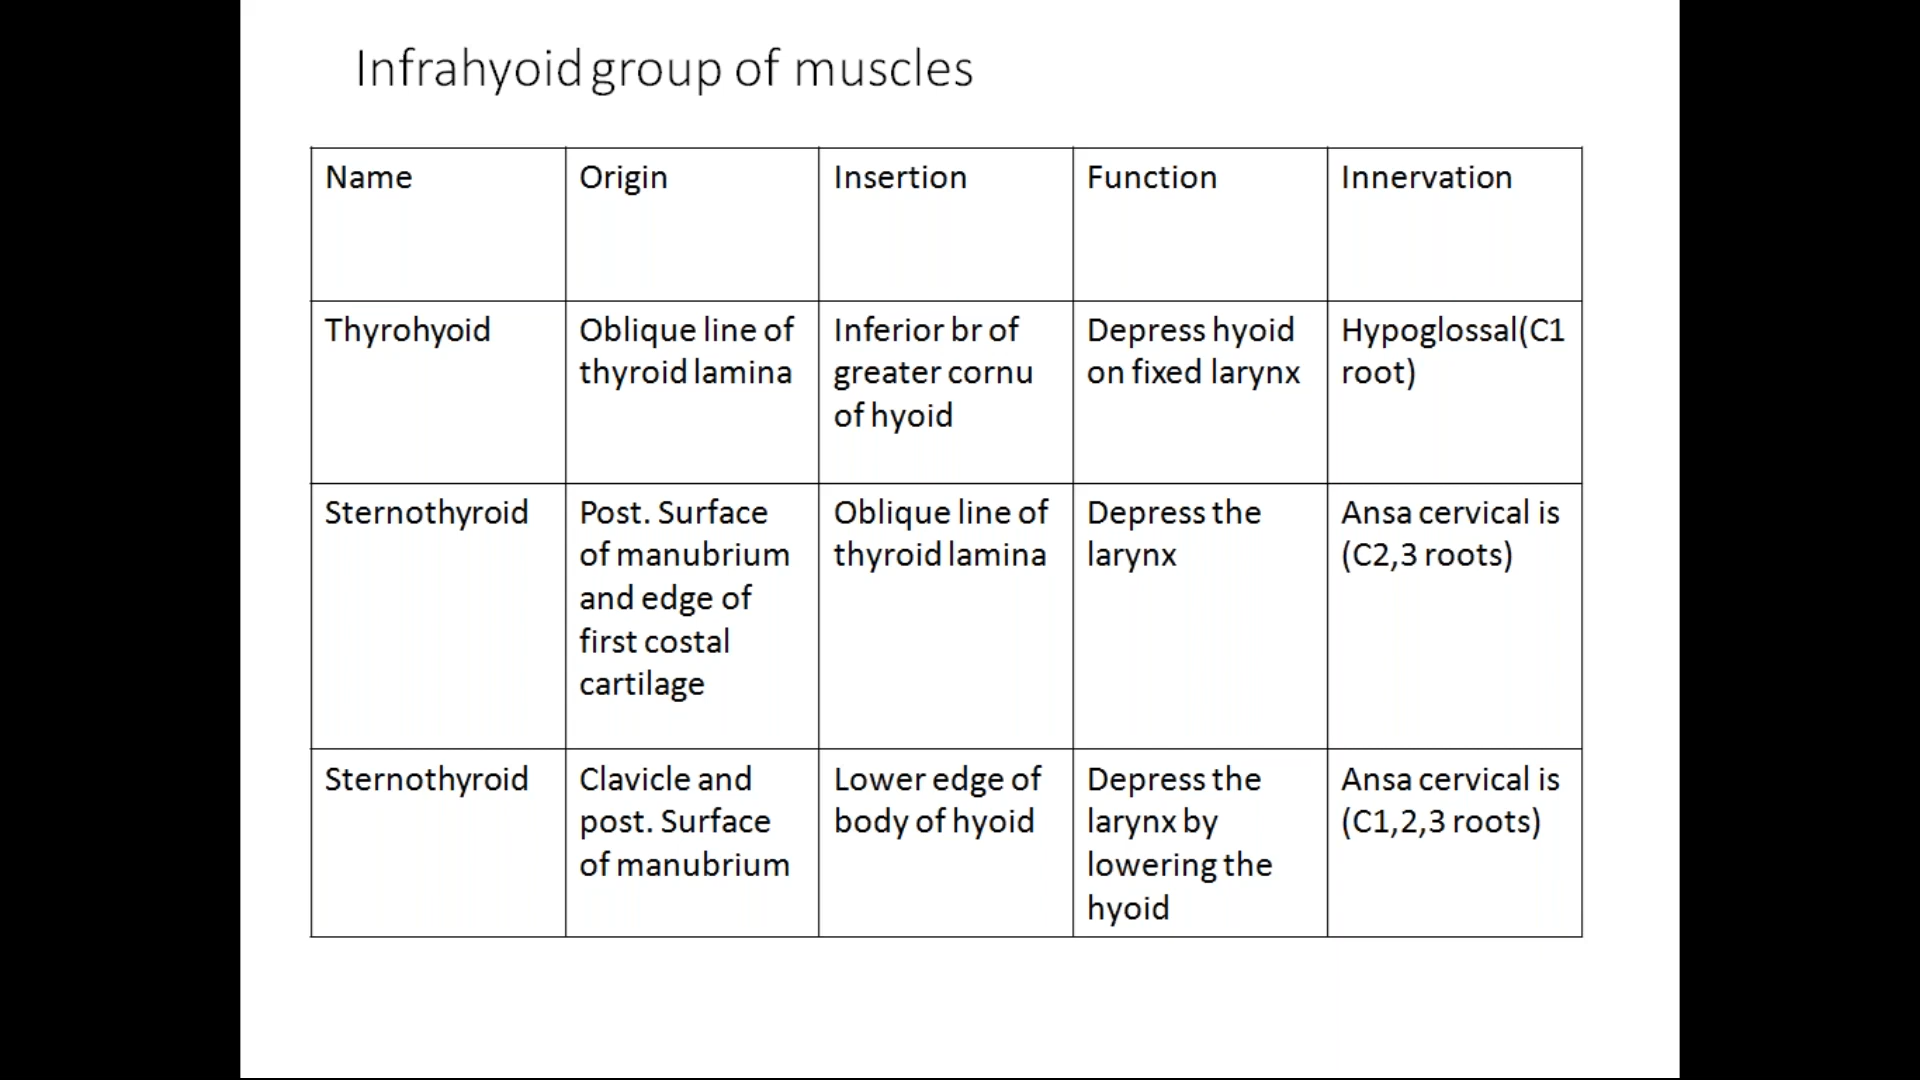 Infrahyoid group of muscles
Name
Origin
Insertion
Function
Innervation
Thyrohyoid
Oblique line of
thyroid lamina
Inferior br of
greater cornu
of hyoid
Depress hyoid
on fixed larynx
Hypoglossal(C1
root)
Sternothyroid
Post. Surface
of manubrium
and edge of
first costal
cartilage
Oblique line of
thyroid lamina
Depress the
larynx
Ansa cervical is
(C2,3 roots)
Sternothyroid
Clavicle and
post. Surface
of manubrium
Lower edge of
body of hyoid
Depress the
larynx by
lowering the
hyoid
Ansa cervical is
(C1,2,3 roots)